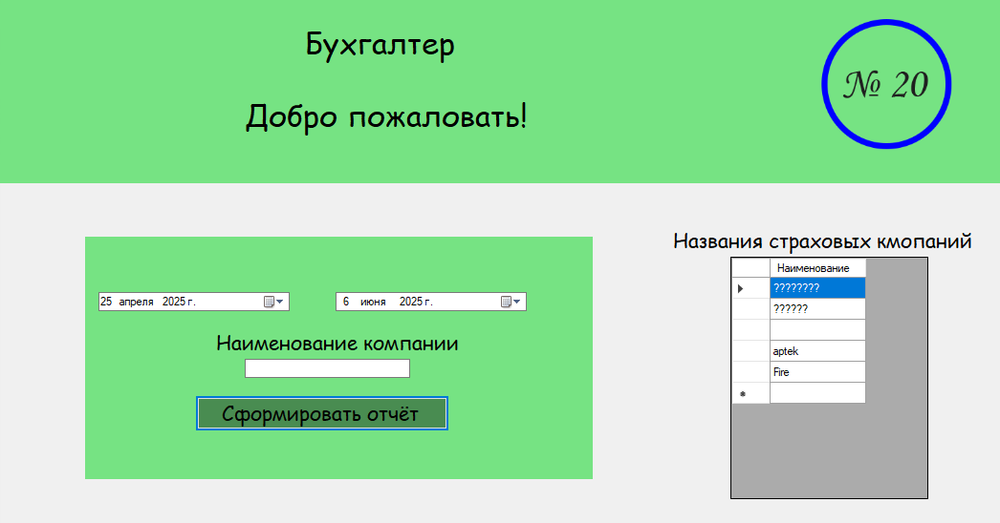 Бухгалтер
№ 20
Добро пожаловать!
Названия страховых кмопаний
Наименование
????????
??????
aptek
Fire
25 апреля 2025 г.
6 июня 2025 г.
Наименование компании
Сформировать отчёт